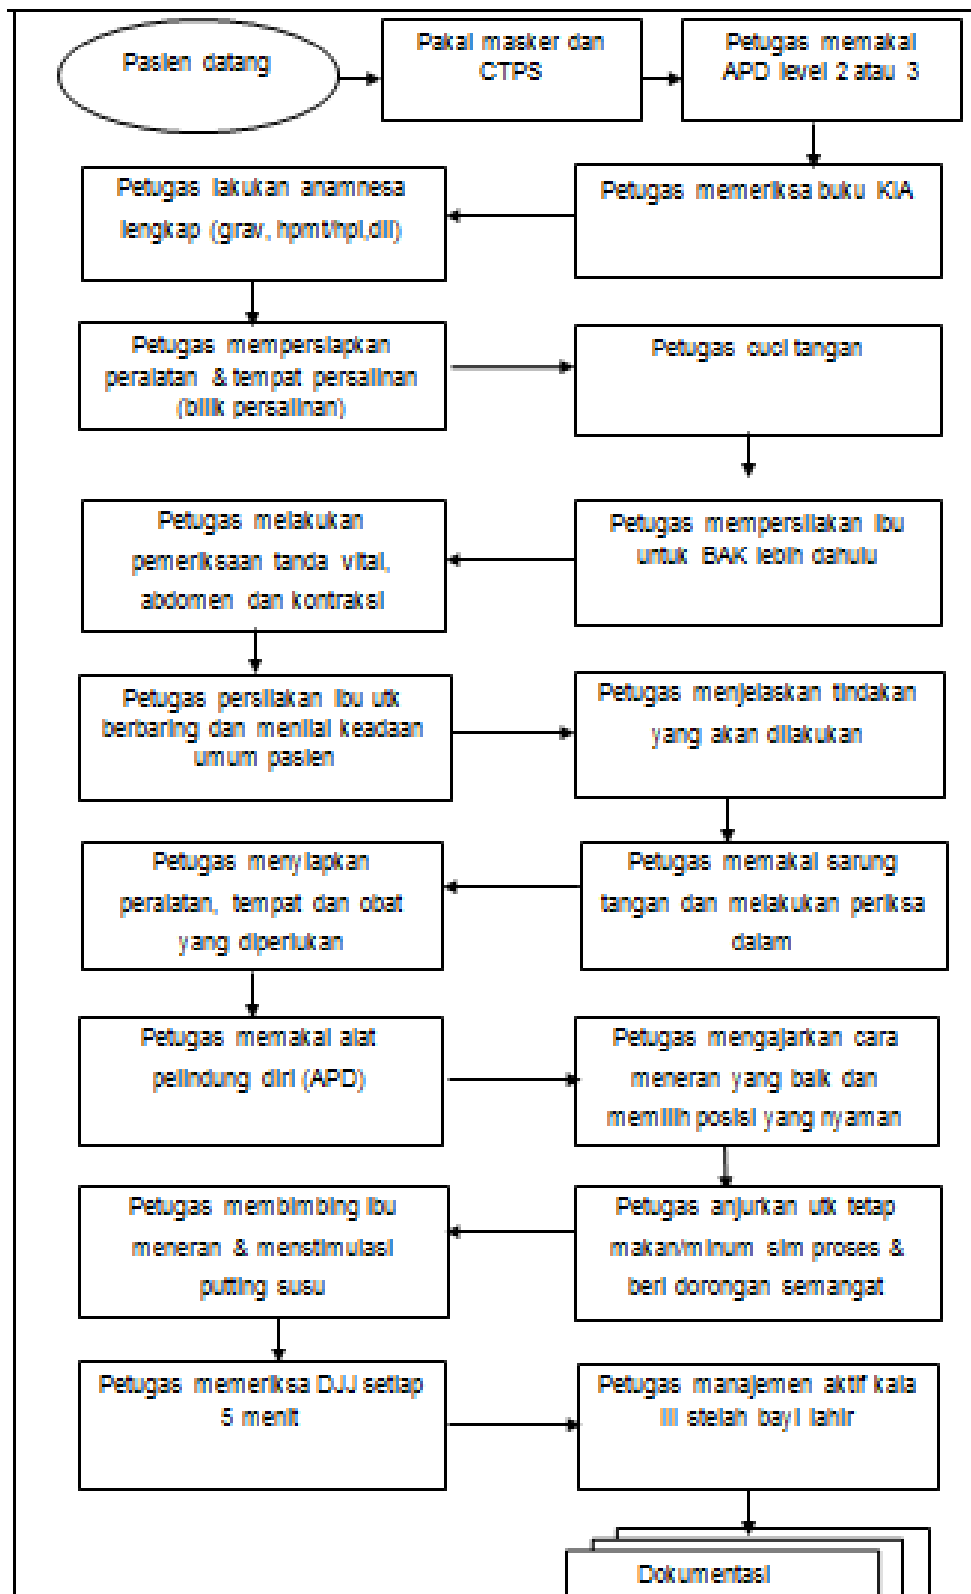 Pasien datang
Pakai masker dan
CTPS
Petugas memakai
APD level 2 atau 3
Petugas memeriksa buku KIA
Petugas lakukan anamnesa
lengkap (grav, hpmt/hpl,dll)
Petugas mempersiapkan
peralatan & tempat persalinan
(bilik persalinan)
Petugas cuci tangan
Petugas mempersilakan ibu
untuk BAK lebih dahulu
Petugas melakukan
pemeriksaan tanda vital,
abdomen dan kontraksi
Petugas persilakan ibu utk
berbaring dan menilai keadaan
umum pasien
Petugas menjelaskan tindakan
yang akan dilakukan
Petugas memakai sarung
tangan dan melakukan periksa
dalam
Petugas menyiapkan
peralatan, tempat dan obat
yang diperlukan
Petugas memakai alat
pelindung diri (APD)
Petugas mengajarkan cara
meneran yang baik dan
memilih posisi yang nyaman
Petugas anjurkan utk tetap
makan/minum slm proses &
beri dorongan semangat
Petugas membimbing ibu
meneran & menstimulasi
putting susu
Petugas memeriksa DJJ setiap
5 menit
Petugas manajemen aktif kala
III stelah bayi lahir
Dokumentasi